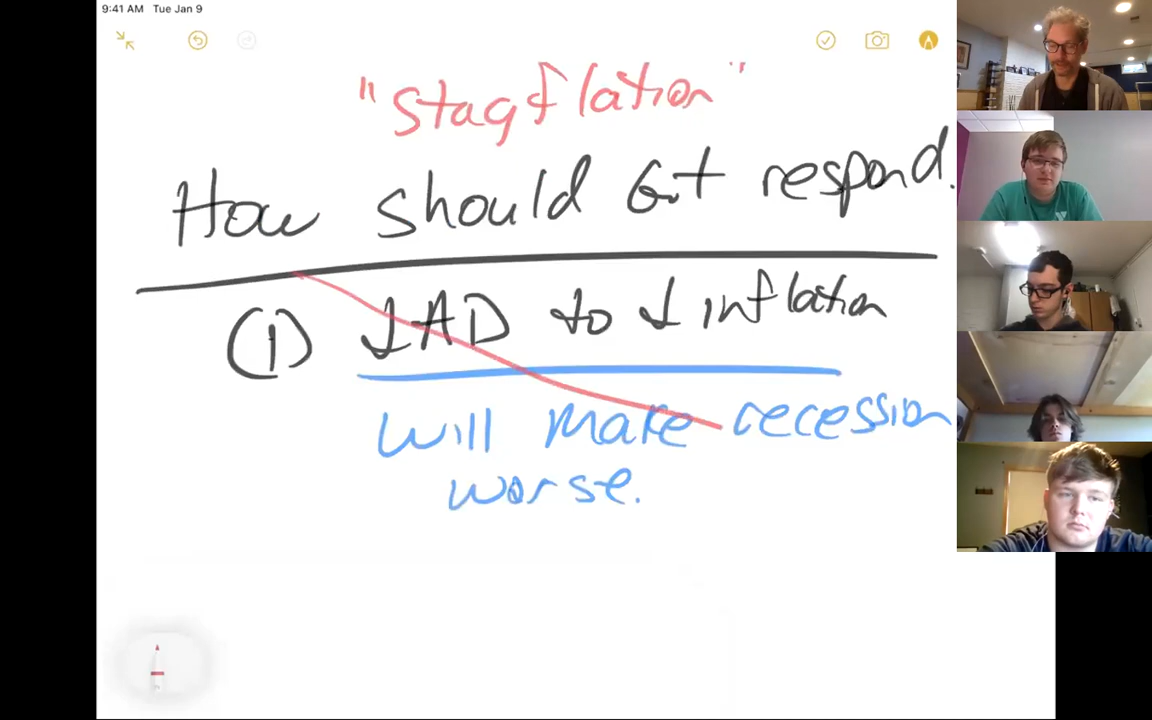 9:41 AM Tue Jan 9
"Stagflation"
How should Gvt respond.
(1) ↓AD to ↓ inflation
will make recession
worse.